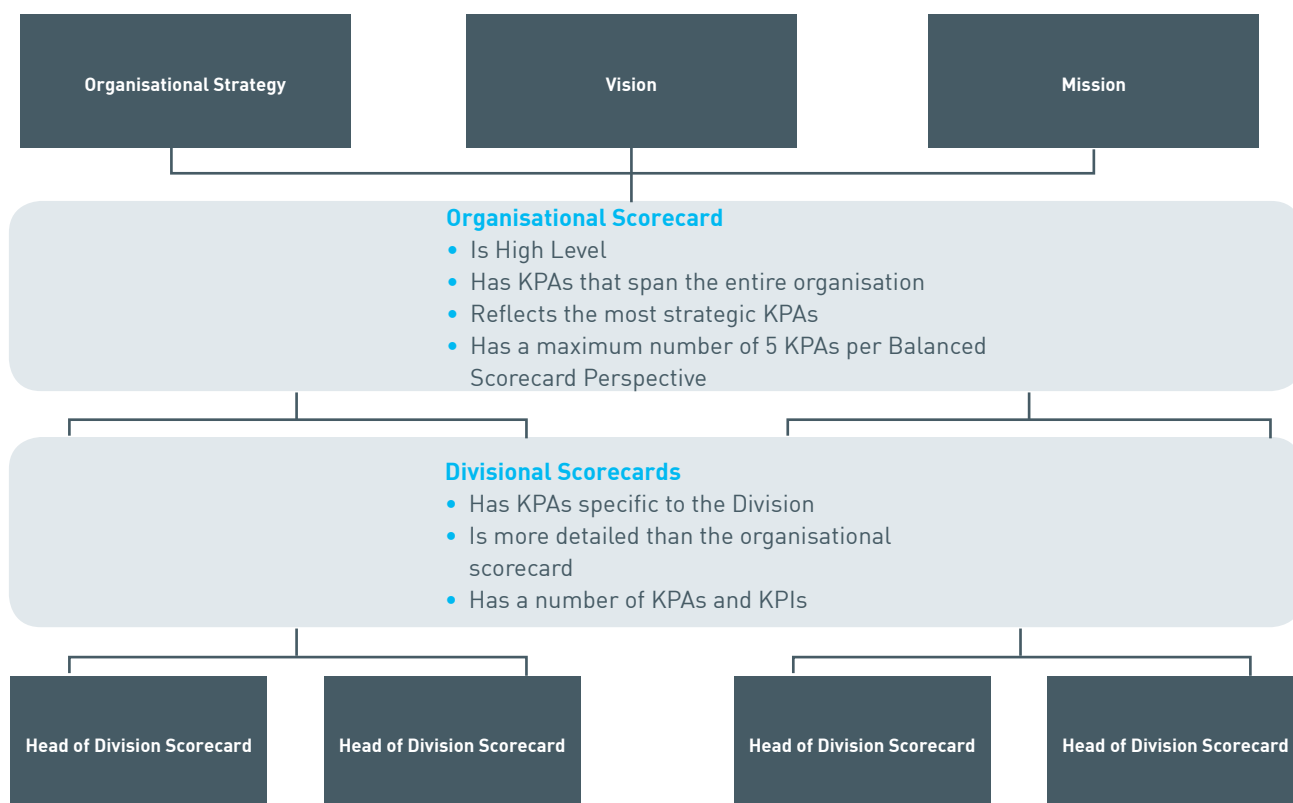 Organisational Strategy
Vision
Mission
Organisational Scorecard
• Is High Level
• Has KPAs that span the entire organisation
• Reflects the most strategic KPAs
• Has a maximum number of 5 KPAs per Balanced
Scorecard Perspective
Divisional Scorecards
• Has KPAs specific to the Division
• Is more detailed than the organisational
scorecard
• Has a number of KPAs and KPIs
Head of Division Scorecard
Head of Division Scorecard
Head of Division Scorecard
Head of Division Scorecard